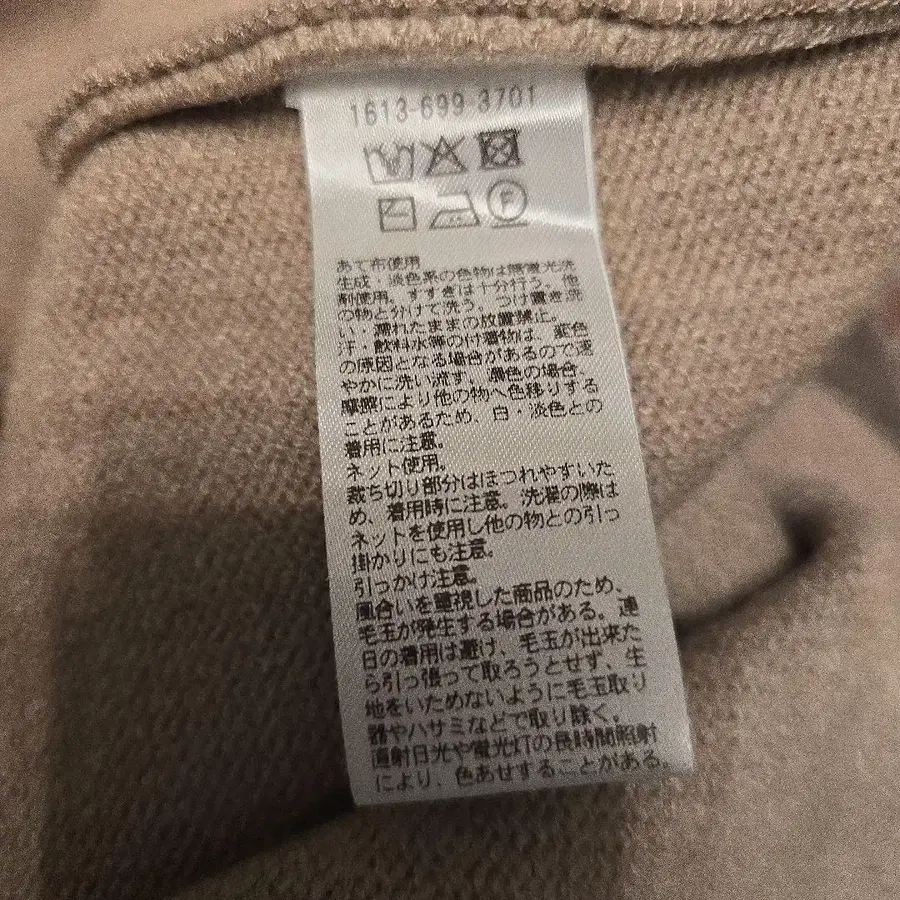 1613-699 3701
F
あて布使用
生成・淡色系の色物は無蛍光洗
剤使用。すすぎは十分行う。他
の物と分けて洗う。つけ置き洗
い・濡れたままの放置禁止。
汗・飲料水等の付着物は、変色
の原因となる場合があるので速
やかに洗い流す。濃色の場合、
摩擦により他の物へ色移りする
ことがあるため、白・淡色との
着用に注意。
ネット使用。
裁ち切り部分はほつれやすいた
め、着用時に注意。洗濯の際は
ネットを使用し他の物との引っ
掛かりにも注意。
引っかけ注意。
風合いを重視した商品のため、
毛玉が発生する場合がある。連
日の着用は避け、毛玉が出来た
ら引っ張って取ろうとせず、生
地をいためないように毛玉取り
器やハサミなどで取り除く。
直射日光や蛍光灯の長時間照射
により、色あせすることがある。